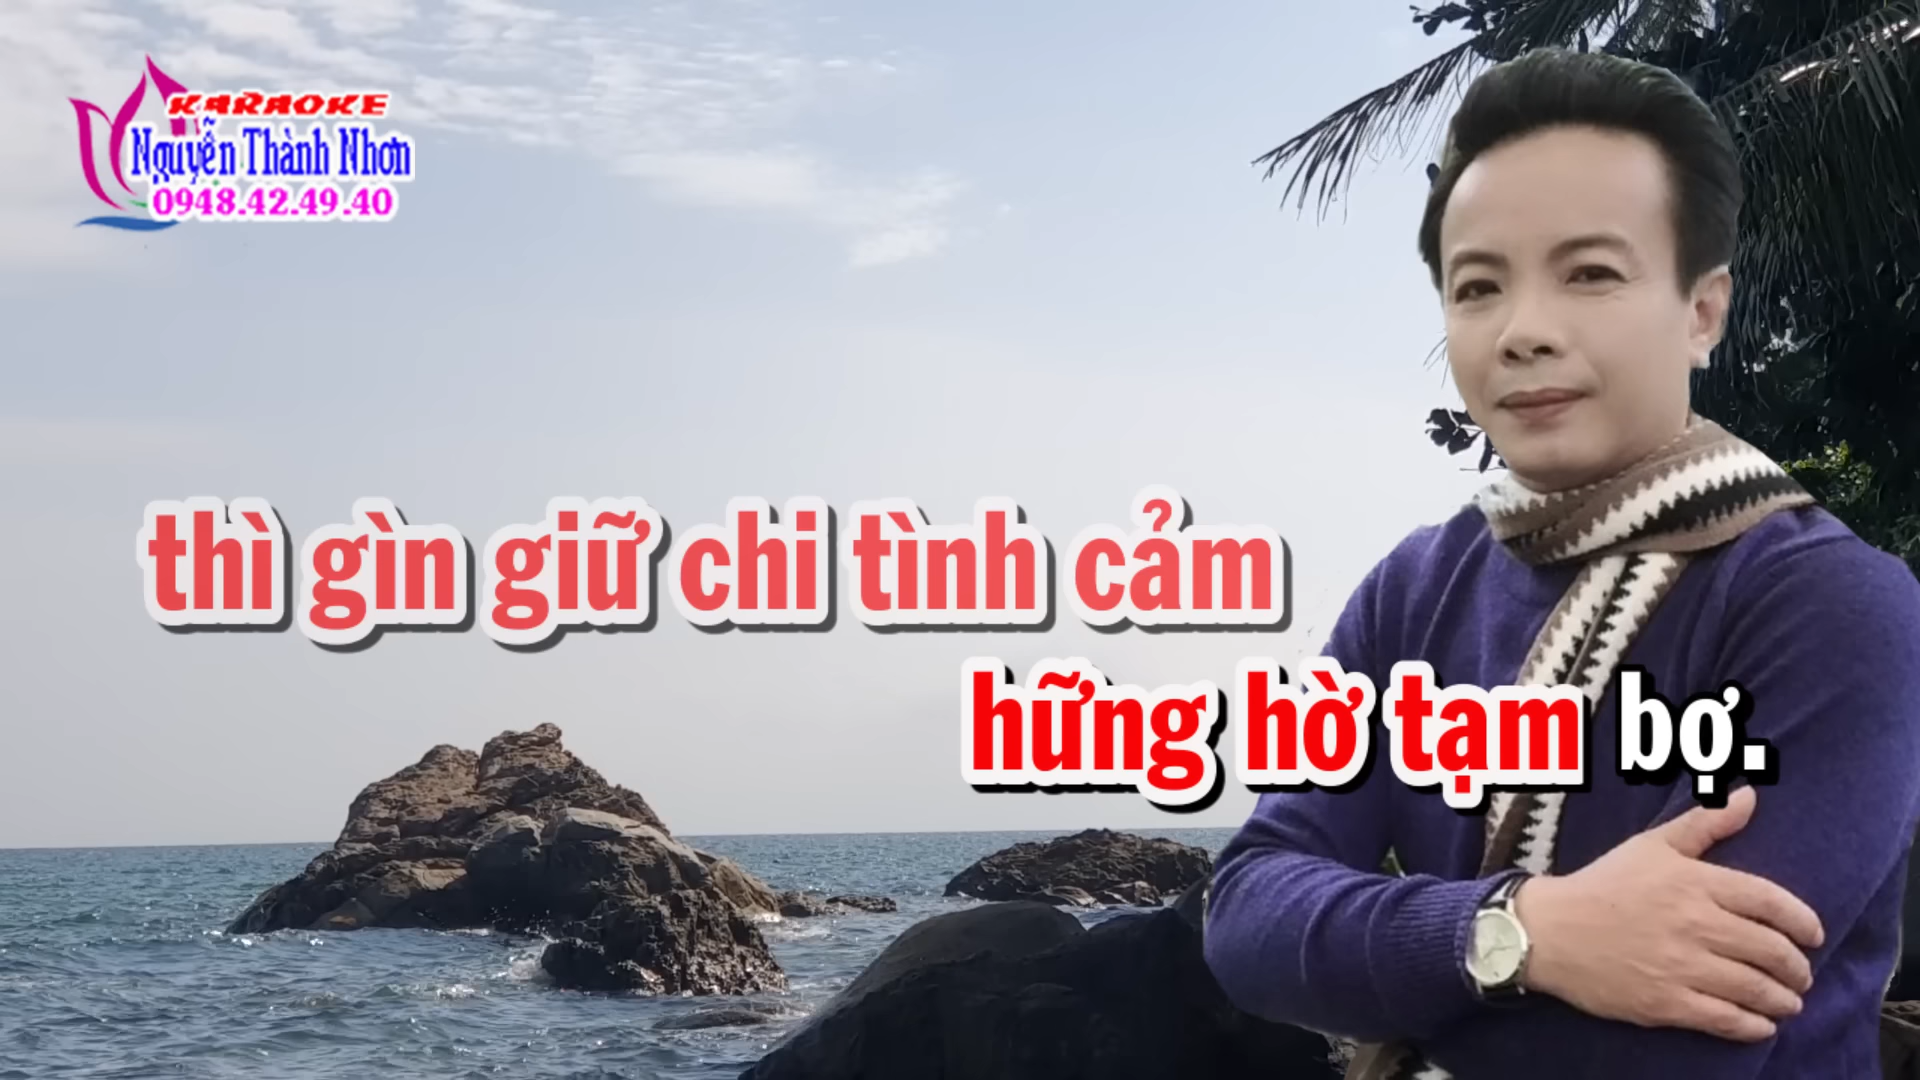 KARAOKE
Nguyễn Thành Nhơn
0948.42.49.40
thì gìn giữ chi tình cảm
hững hờ tạm bợ.